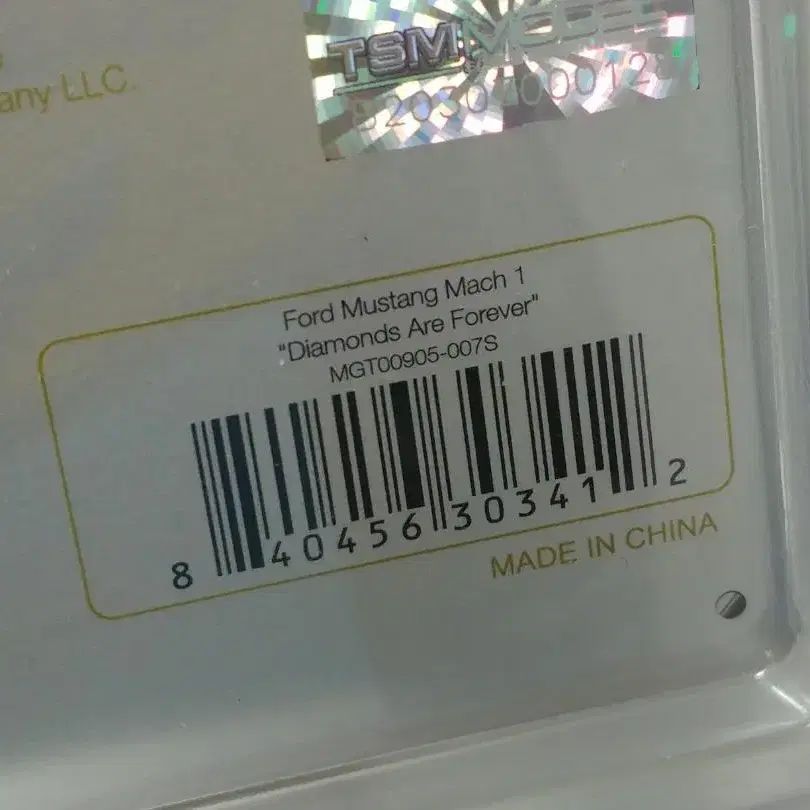 any LLC.
TSM MODEL
Ford Mustang Mach 1
"Diamonds Are Forever"
MGT00905-007S
8 40456 30341 2
MADE IN CHINA